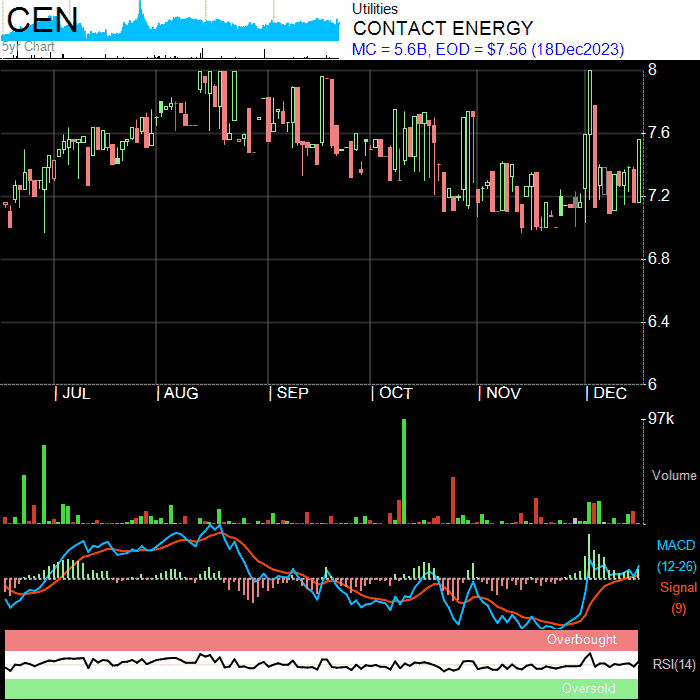 CEN
5yr Chart
Utilities
CONTACT ENERGY
MC = 5.6B, EOD = $7.56 (18Dec2023)
8
7.6
7.2
6.8
6.4
6
| JUL | AUG | SEP | OCT | NOV | DEC
-97k
Volume
MACD
(12-26)
Signal
(9)
Overbought
RSI(14)
Oversold